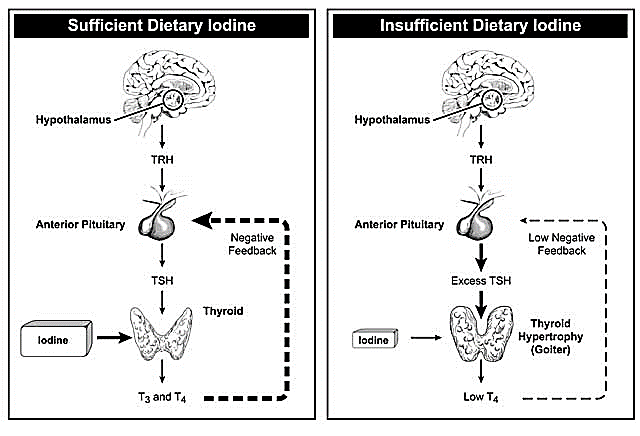 Sufficient Dietary Iodine
Hypothalamus
TRH
Anterior Pituitary
Negative
Feedback
TSH
Thyroid
Iodine
T₃ and T₄
Insufficient Dietary Iodine
Hypothalamus
TRH
Anterior Pituitary
Low Negative
Feedback
Excess TSH
Thyroid
Hypertrophy
(Goiter)
Iodine
Low T₄